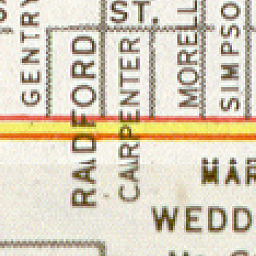 ST.
GENTRY
RADFORD
CARPENTER
MORELL
SIMPSO
MAR
WEDD